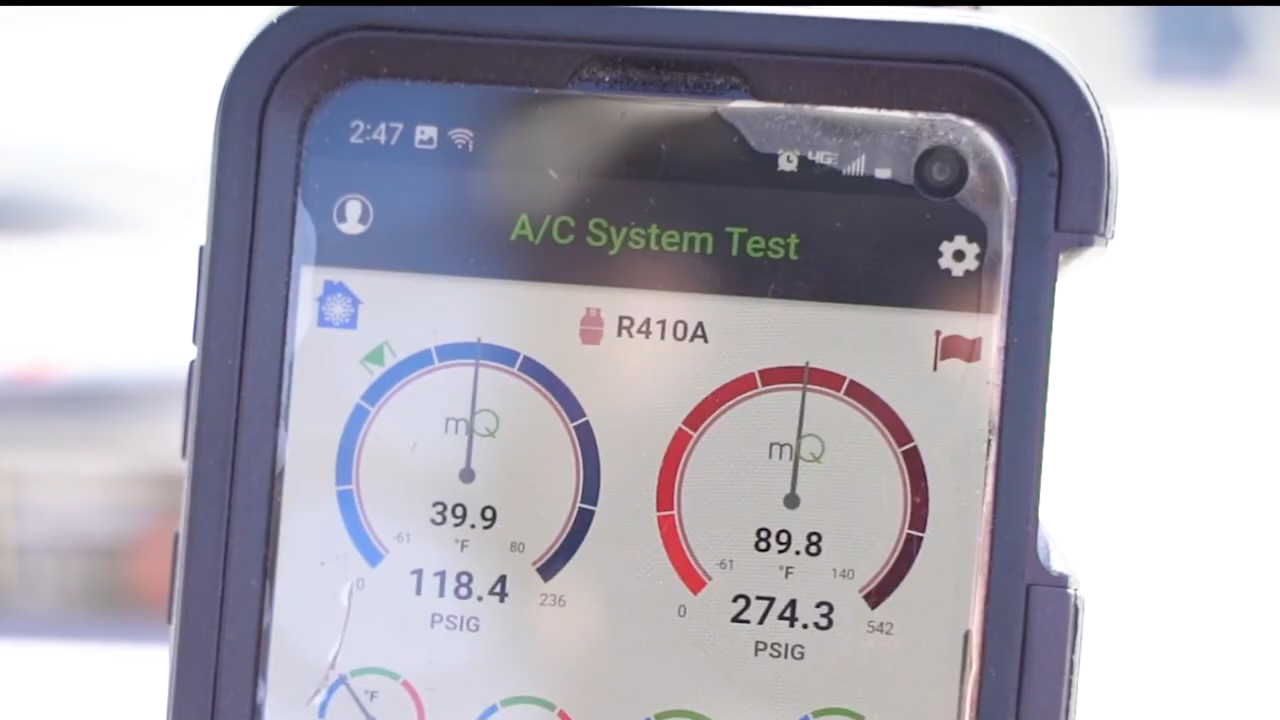 2:47 4GE
A/C System Test
R410A
mQ
39.9
-61 °F 80
118.4
0 236
PSIG
mQ
89.8
-61 °F 140
274.3
0 542
PSIG
°F